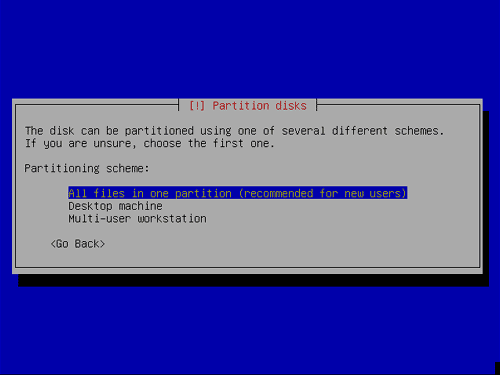 [!] Partition disks
The disk can be partitioned using one of several different schemes.
If you are unsure, choose the first one.
Partitioning scheme:
All files in one partition (recommended for new users)
Desktop machine
Multi-user workstation
<Go Back>